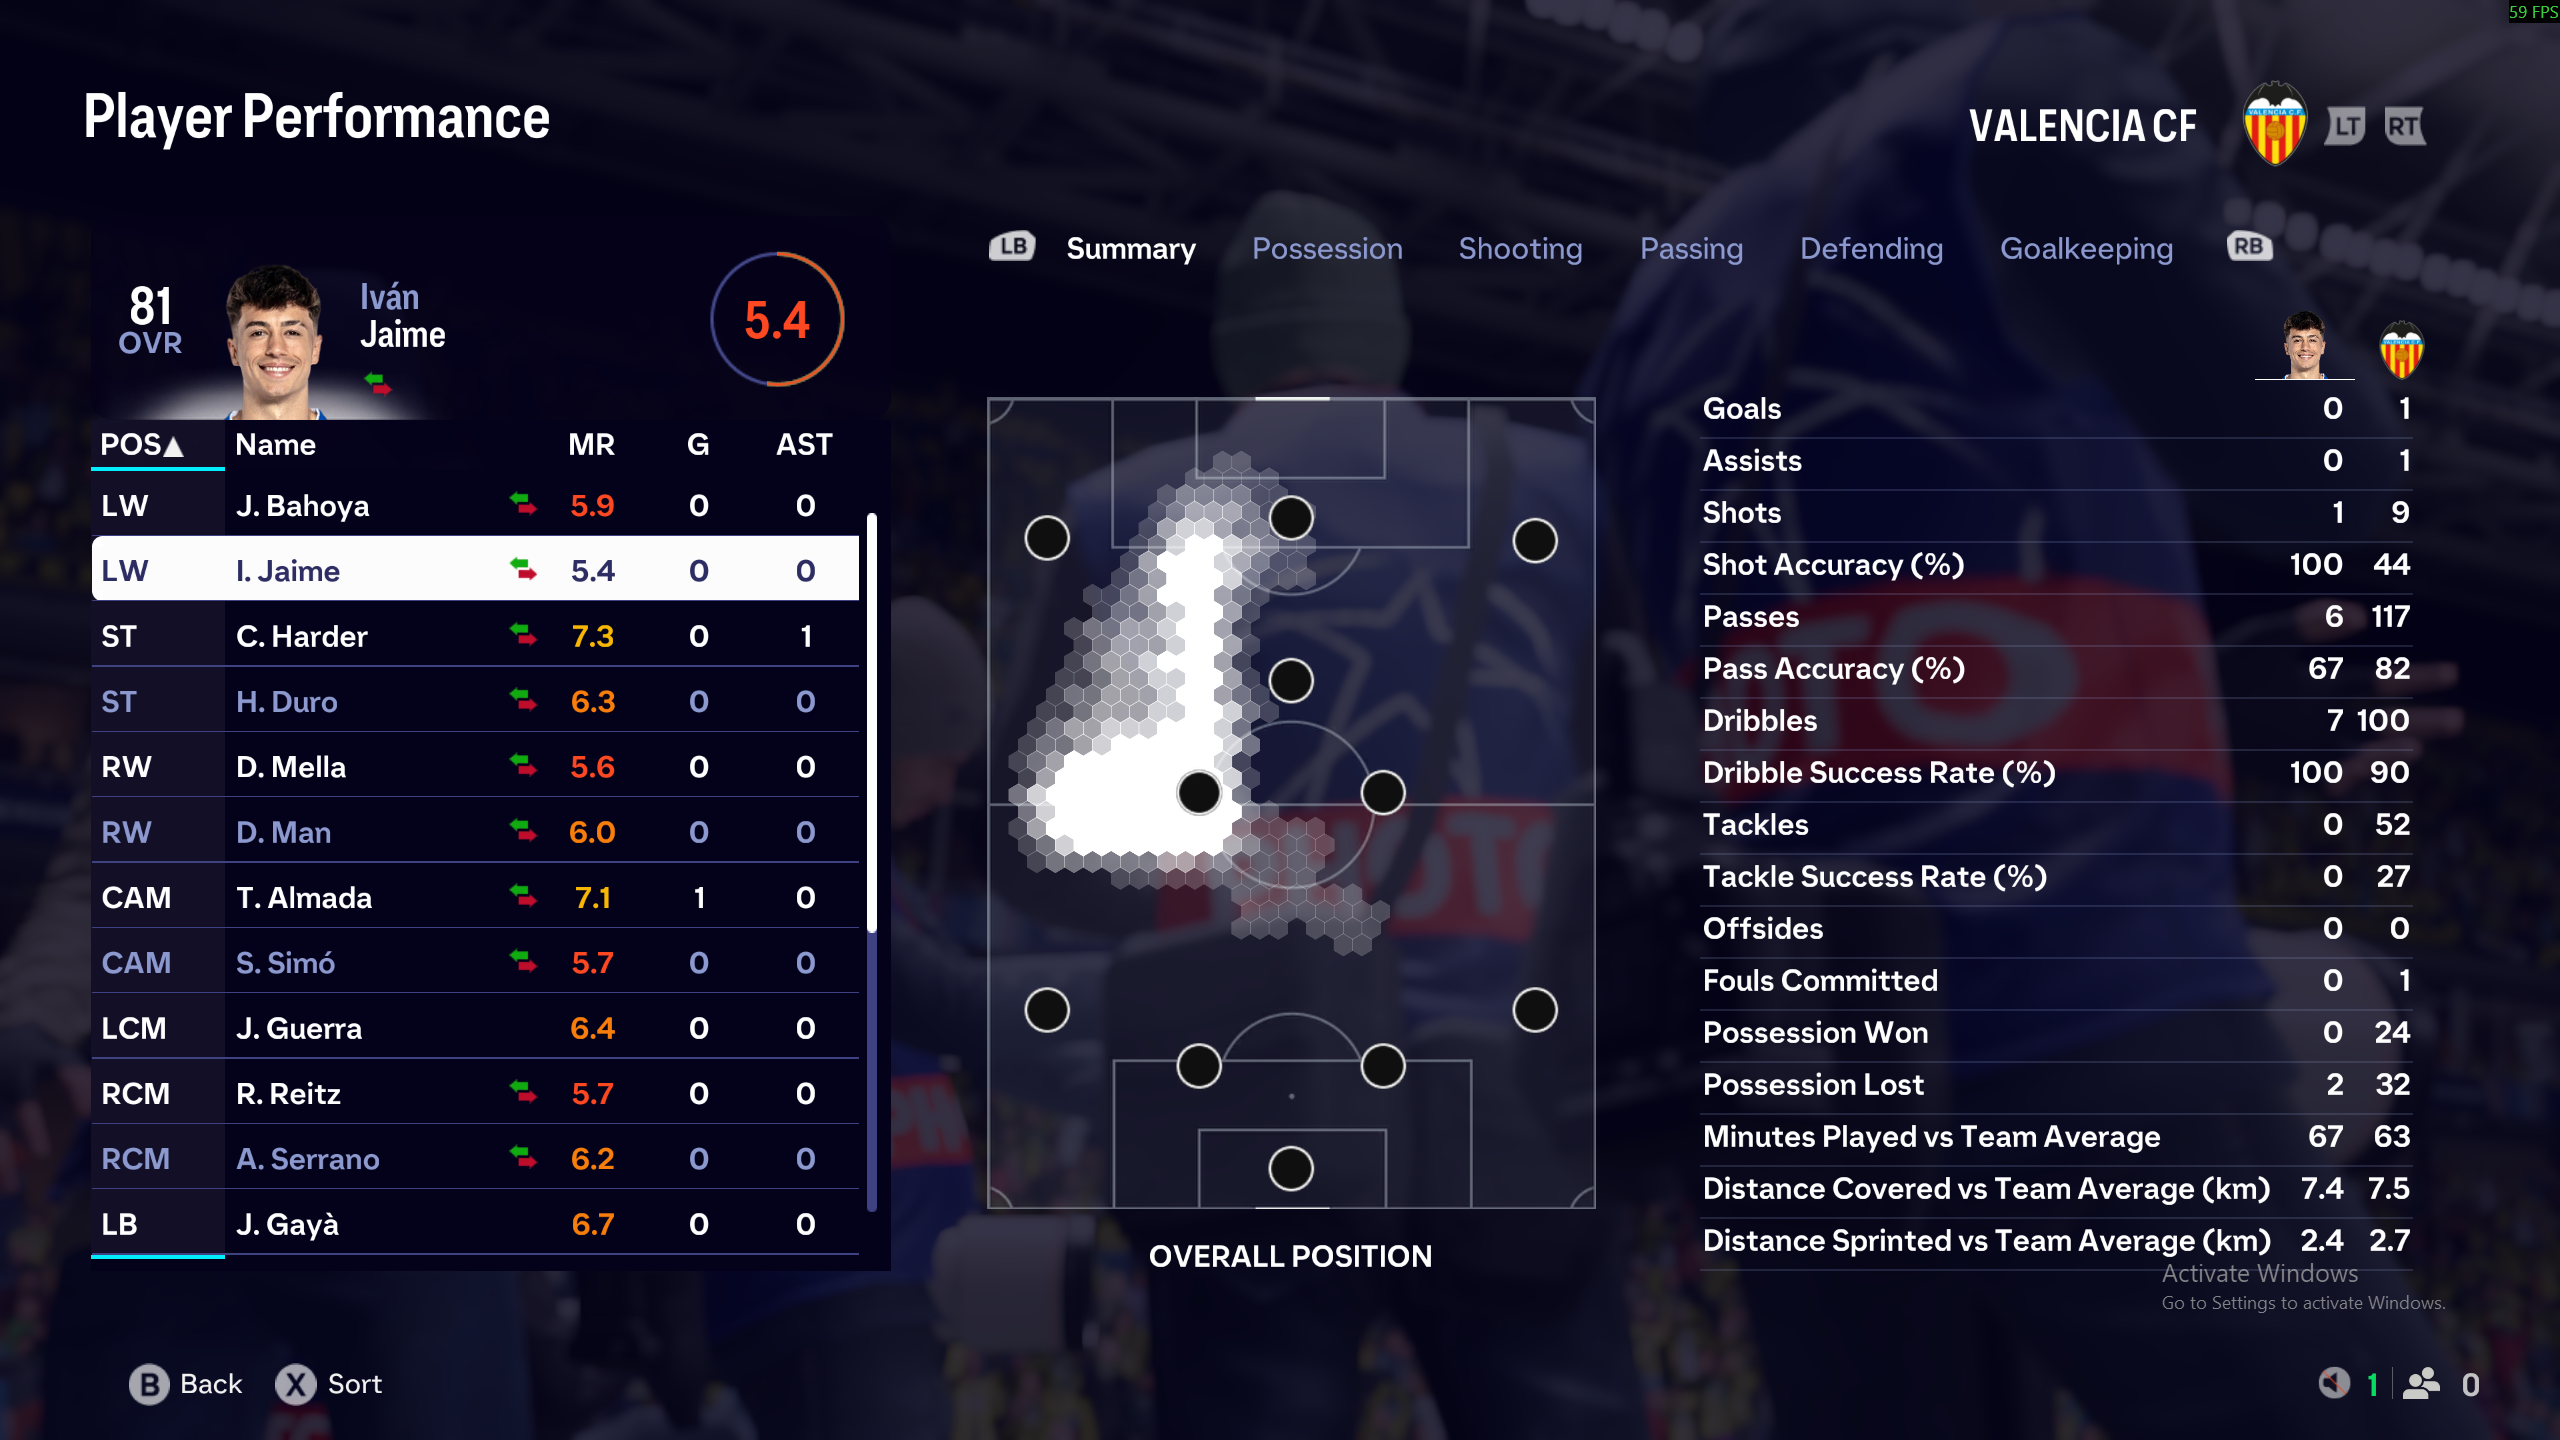 59 FPS
Player Performance
VALENCIA CF
LT RT
LB Summary Possession Shooting Passing Defending Goalkeeping RB
81
OVR
Iván
Jaime
5.4
POS▲ Name MR G AST
LW J. Bahoya 5.9 0 0
LW I. Jaime 5.4 0 0
ST C. Harder 7.3 0 1
ST H. Duro 6.3 0 0
RW D. Mella 5.6 0 0
RW D. Man 6.0 0 0
CAM T. Almada 7.1 1 0
CAM S. Simó 5.7 0 0
LCM J. Guerra 6.4 0 0
RCM R. Reitz 5.7 0 0
RCM A. Serrano 6.2 0 0
LB J. Gayà 6.7 0 0
OVERALL POSITION
Goals 0 1
Assists 0 1
Shots 1 9
Shot Accuracy (%) 100 44
Passes 6 117
Pass Accuracy (%) 67 82
Dribbles 7 100
Dribble Success Rate (%) 100 90
Tackles 0 52
Tackle Success Rate (%) 0 27
Offsides 0 0
Fouls Committed 0 1
Possession Won 0 24
Possession Lost 2 32
Minutes Played vs Team Average 67 63
Distance Covered vs Team Average (km) 7.4 7.5
Distance Sprinted vs Team Average (km) 2.4 2.7
Activate Windows
Go to Settings to activate Windows.
B Back X Sort
1 0